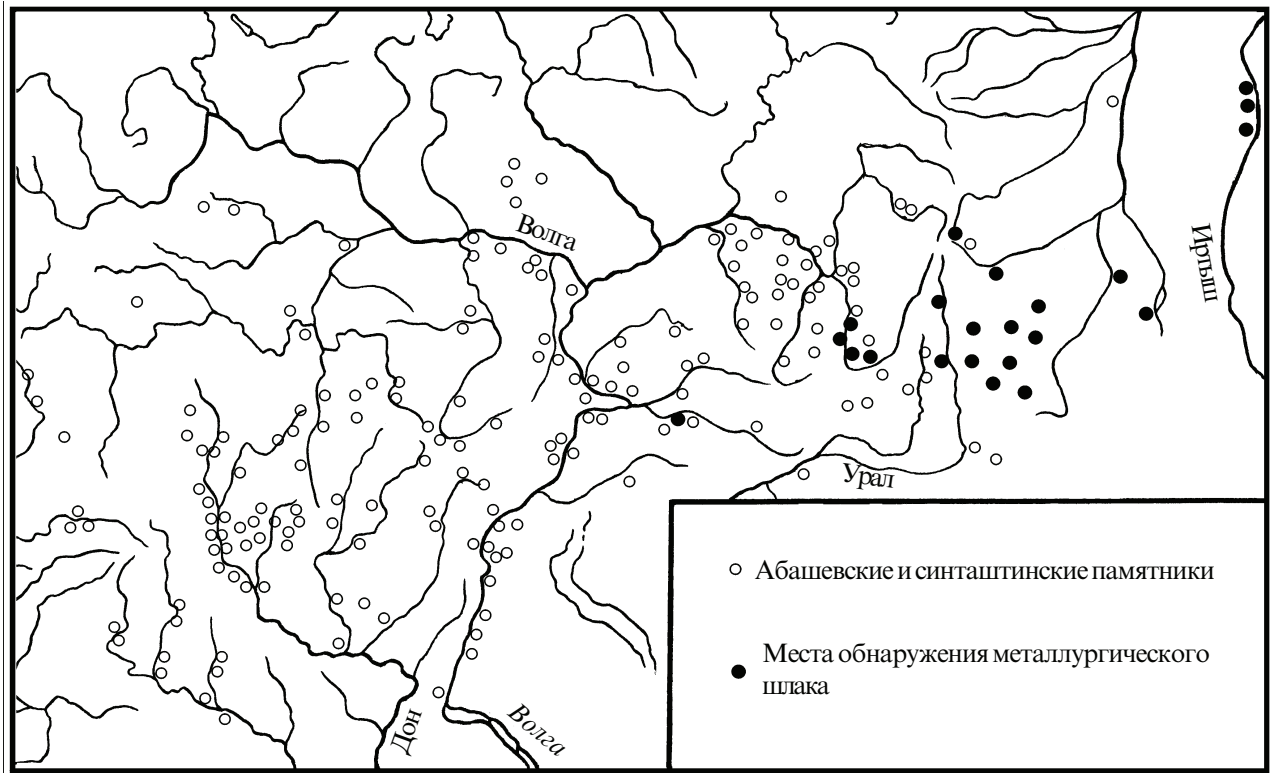 Волга
Иртыш
Урал
Дон
Волга
Абашевские и синташтинские памятники
Места обнаружения металлургического
шлака